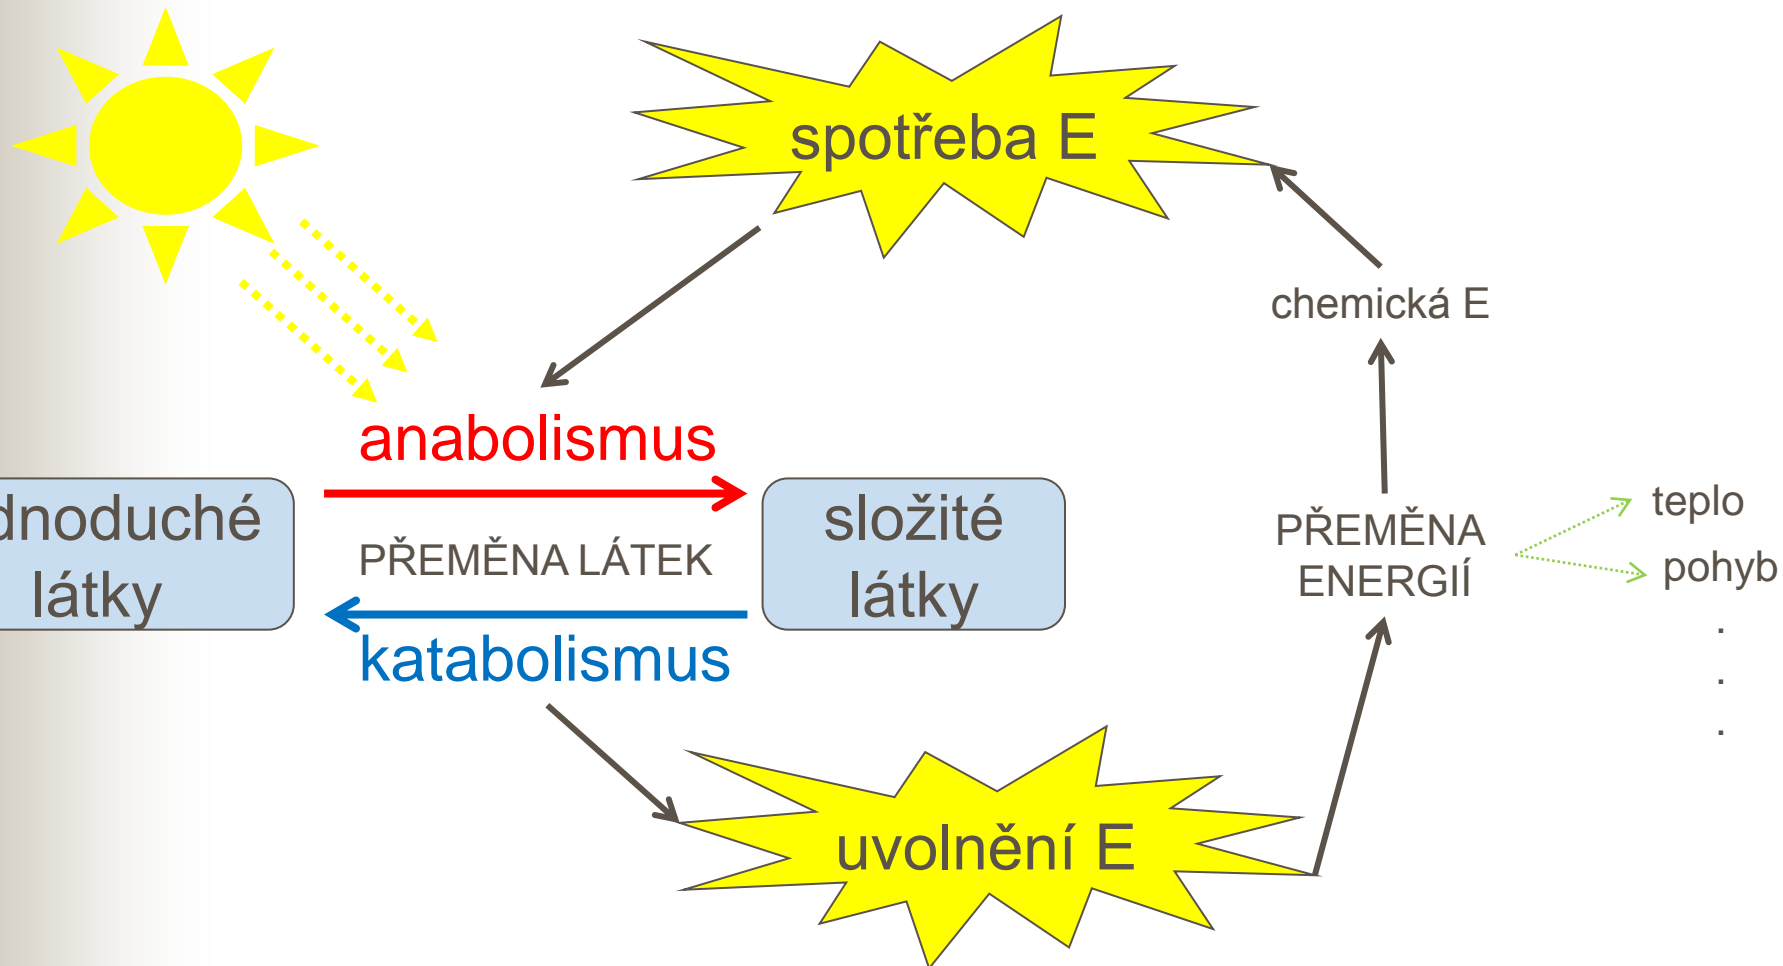 spotřeba E
chemická E
anabolismus
dnoduché
látky
PŘEMĚNA LÁTEK
složité
látky
katabolismus
PŘEMĚNA
ENERGIÍ
teplo
pohyb
.
.
.
uvolnění E